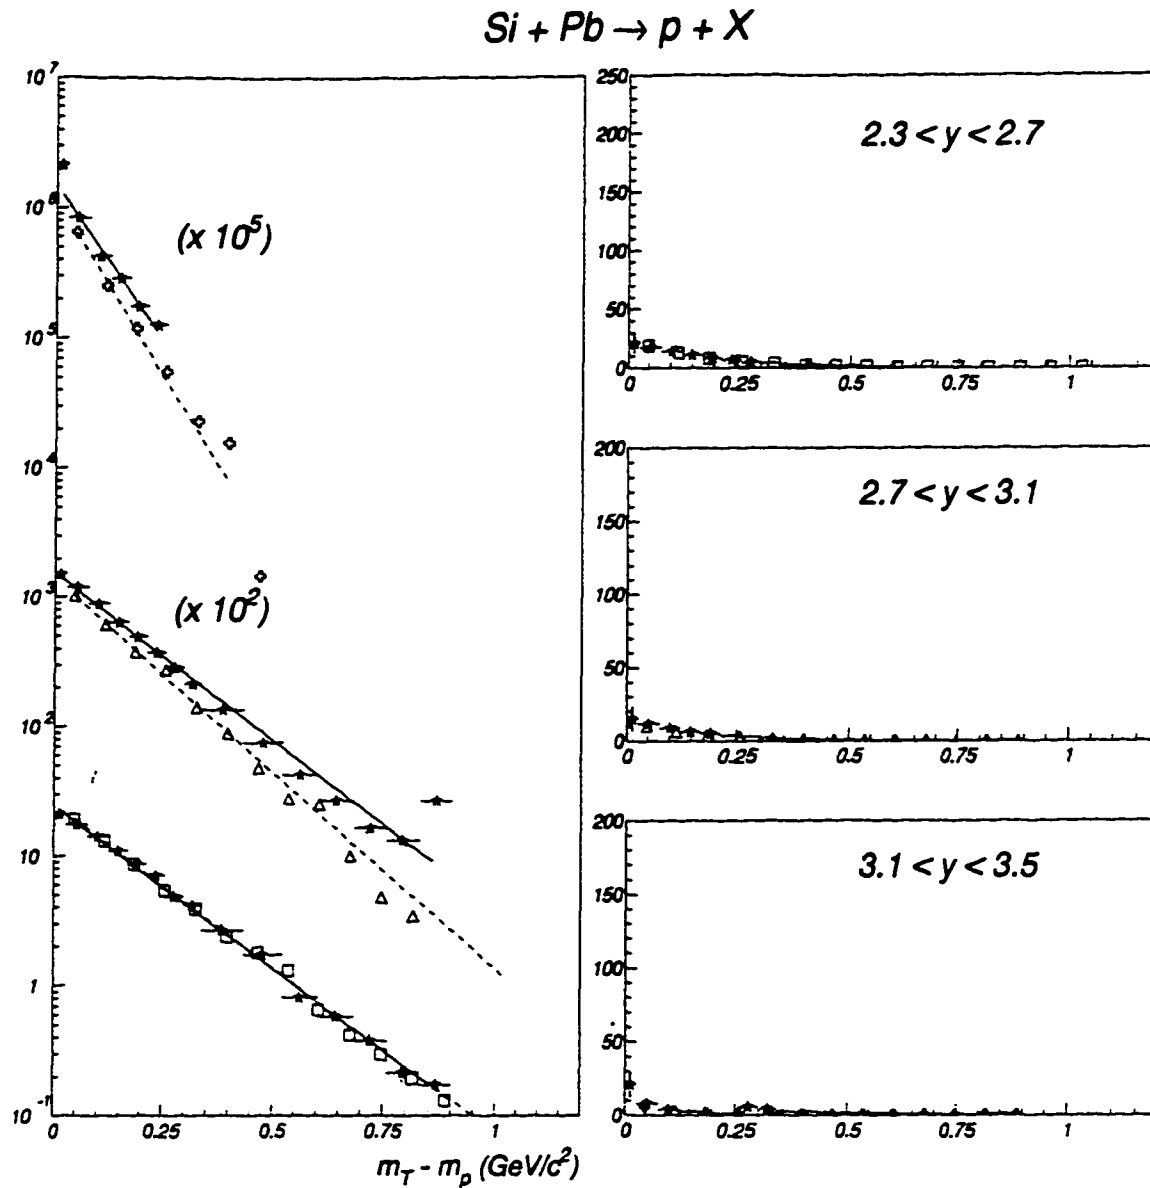 Si + Pb → p + X
10^7
10^6
(x 10^5)
10^5
10^4
10^3
(x 10^2)
10^2
10
1
10^-1
0 0.25 0.5 0.75 1
m_T - m_p (GeV/c^2)
250
2.3 < y < 2.7
200
150
100
50
0
0 0.25 0.5 0.75 1
200
2.7 < y < 3.1
150
100
50
0
0 0.25 0.5 0.75 1
200
3.1 < y < 3.5
150
100
50
0
0 0.25 0.5 0.75 1